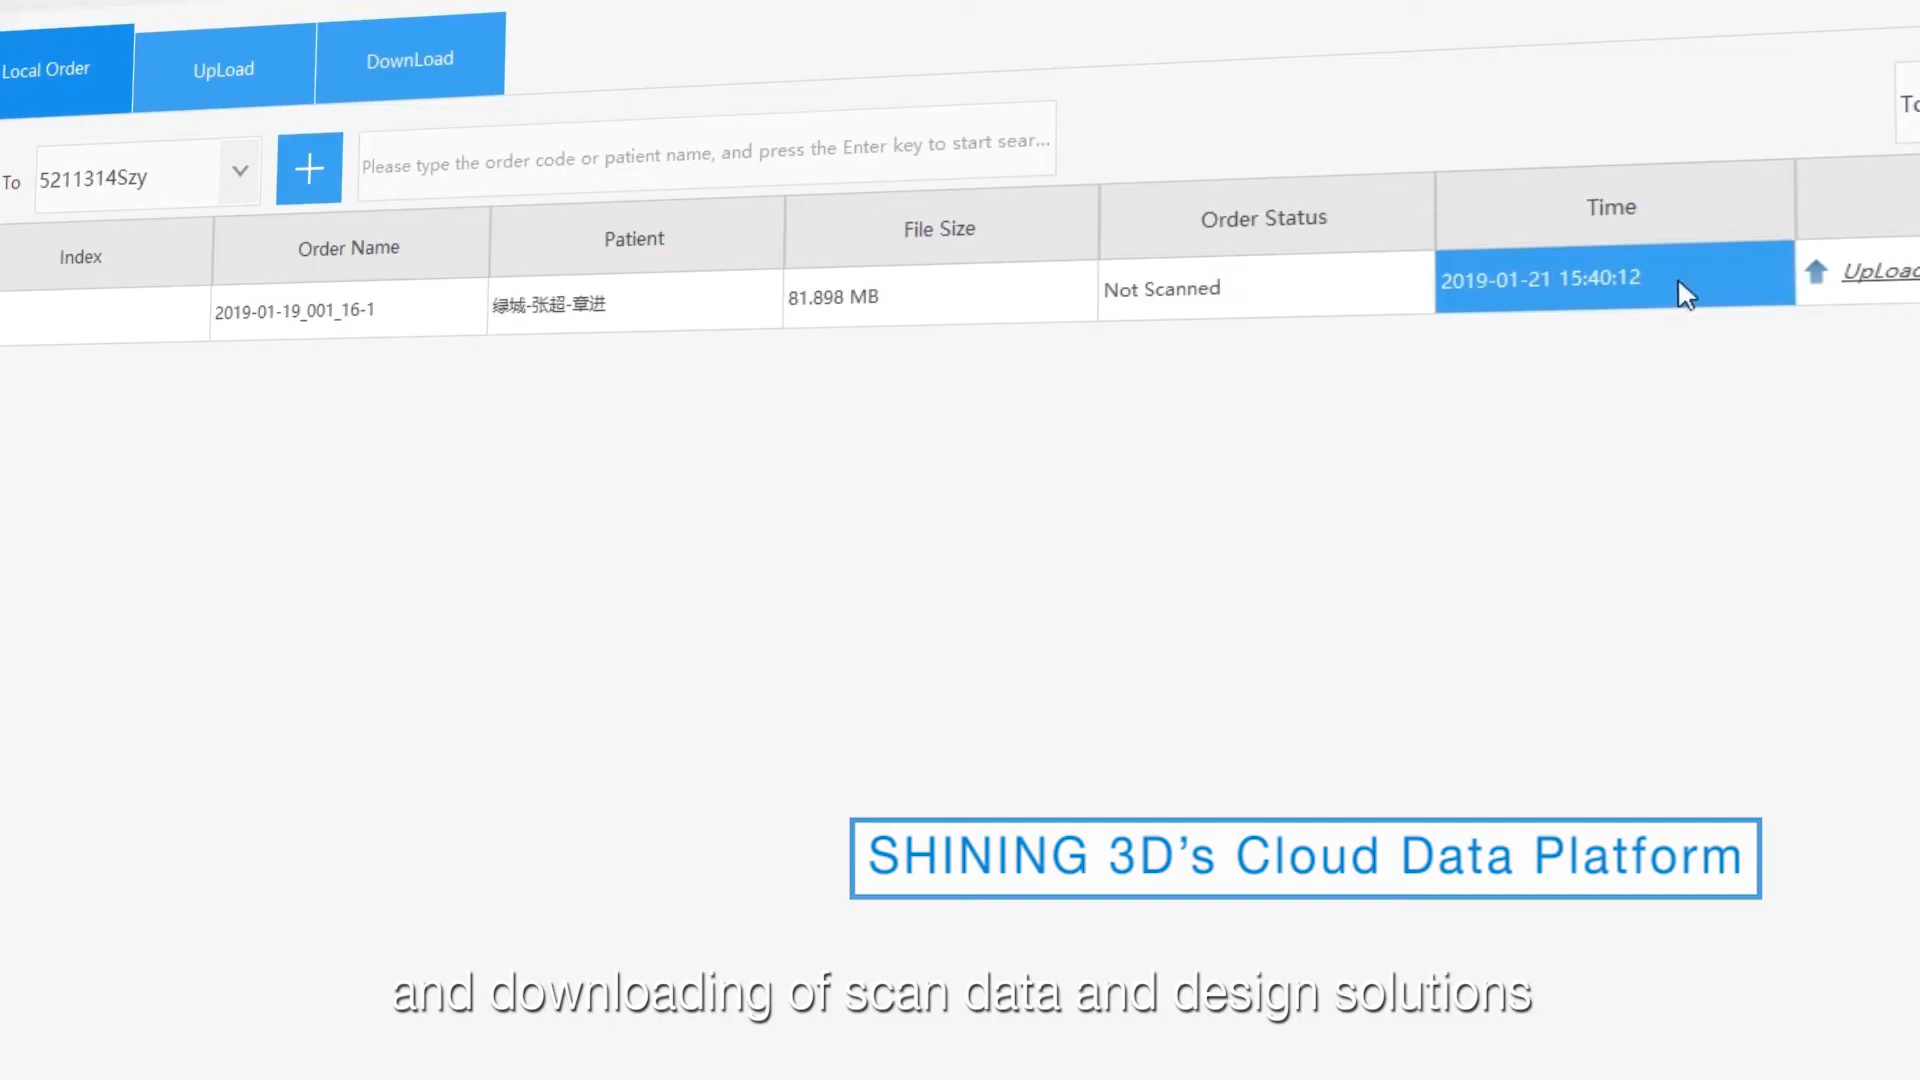 Local Order
UpLoad
DownLoad
To
5211314Szy
Please type the order code or patient name, and press the Enter key to start sear...
Index
Order Name
Patient
File Size
Order Status
Time
2019-01-19_001_16-1
绿城-张超-章进
81.898 MB
Not Scanned
2019-01-21 15:40:12
SHINING 3D’s Cloud Data Platform
and downloading of scan data and design solutions